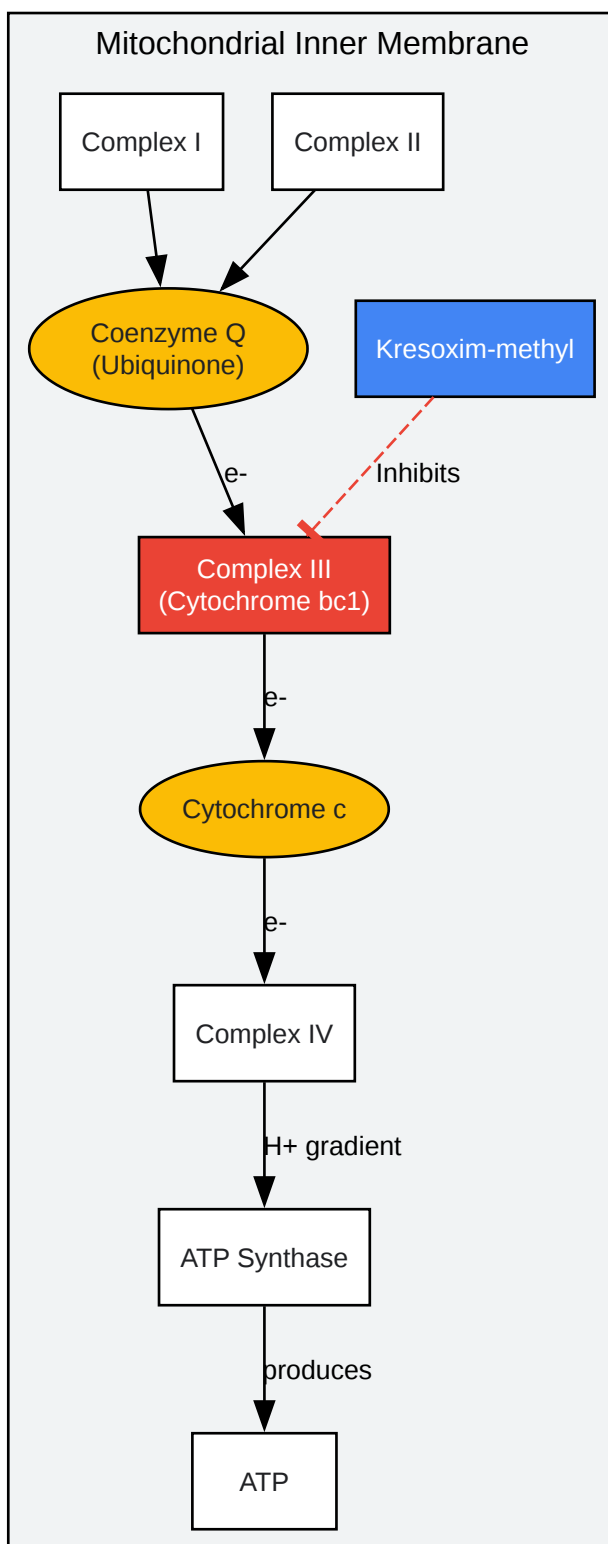 Mitochondrial Inner Membrane
Complex I
Complex II
Coenzyme Q
(Ubiquinone)
Kresoxim-methyl
e-
Inhibits
Complex III
(Cytochrome bc1)
e-
Cytochrome c
e-
Complex IV
H+ gradient
ATP Synthase
produces
ATP